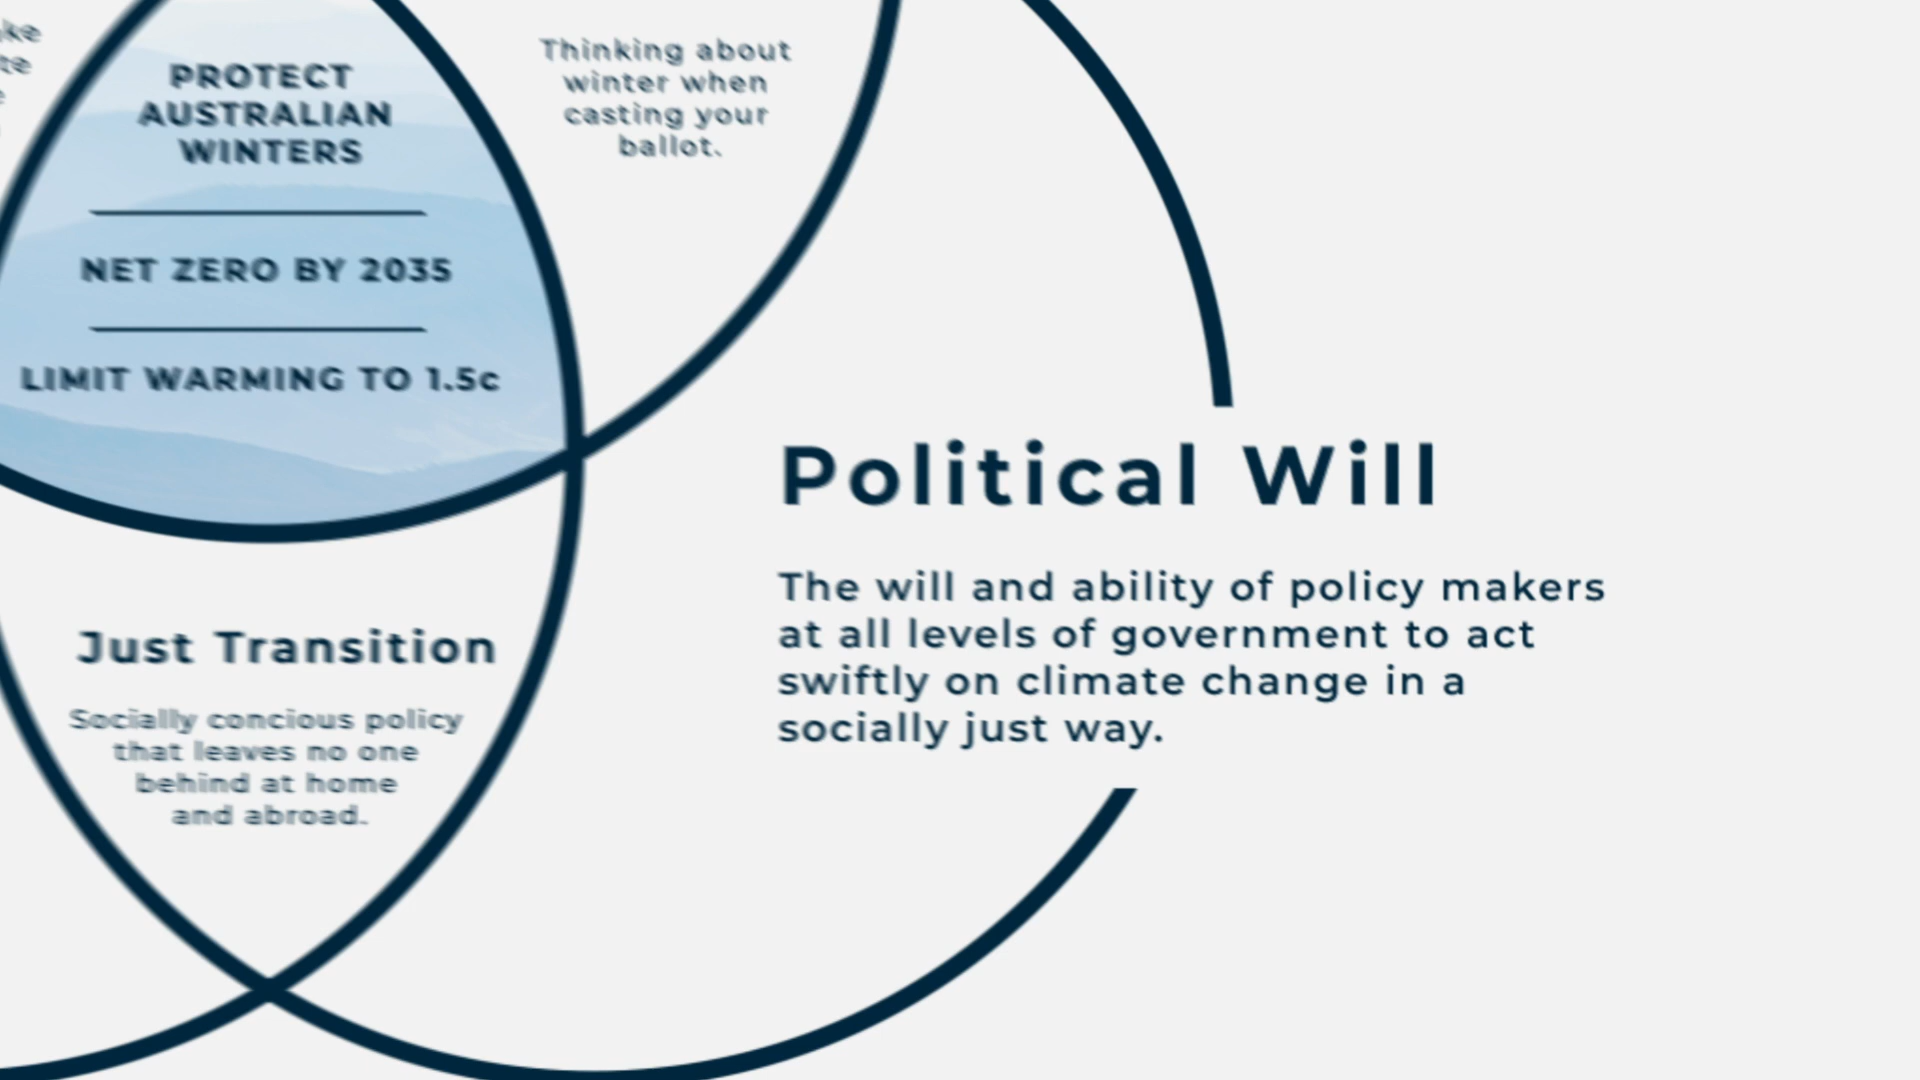 PROTECT
AUSTRALIAN
WINTERS
NET ZERO BY 2035
LIMIT WARMING TO 1.5c
Thinking about
winter when
casting your
ballot.
Political Will
The will and ability of policy makers
at all levels of government to act
swiftly on climate change in a
socially just way.
Just Transition
Socially concious policy
that leaves no one
behind at home
and abroad.